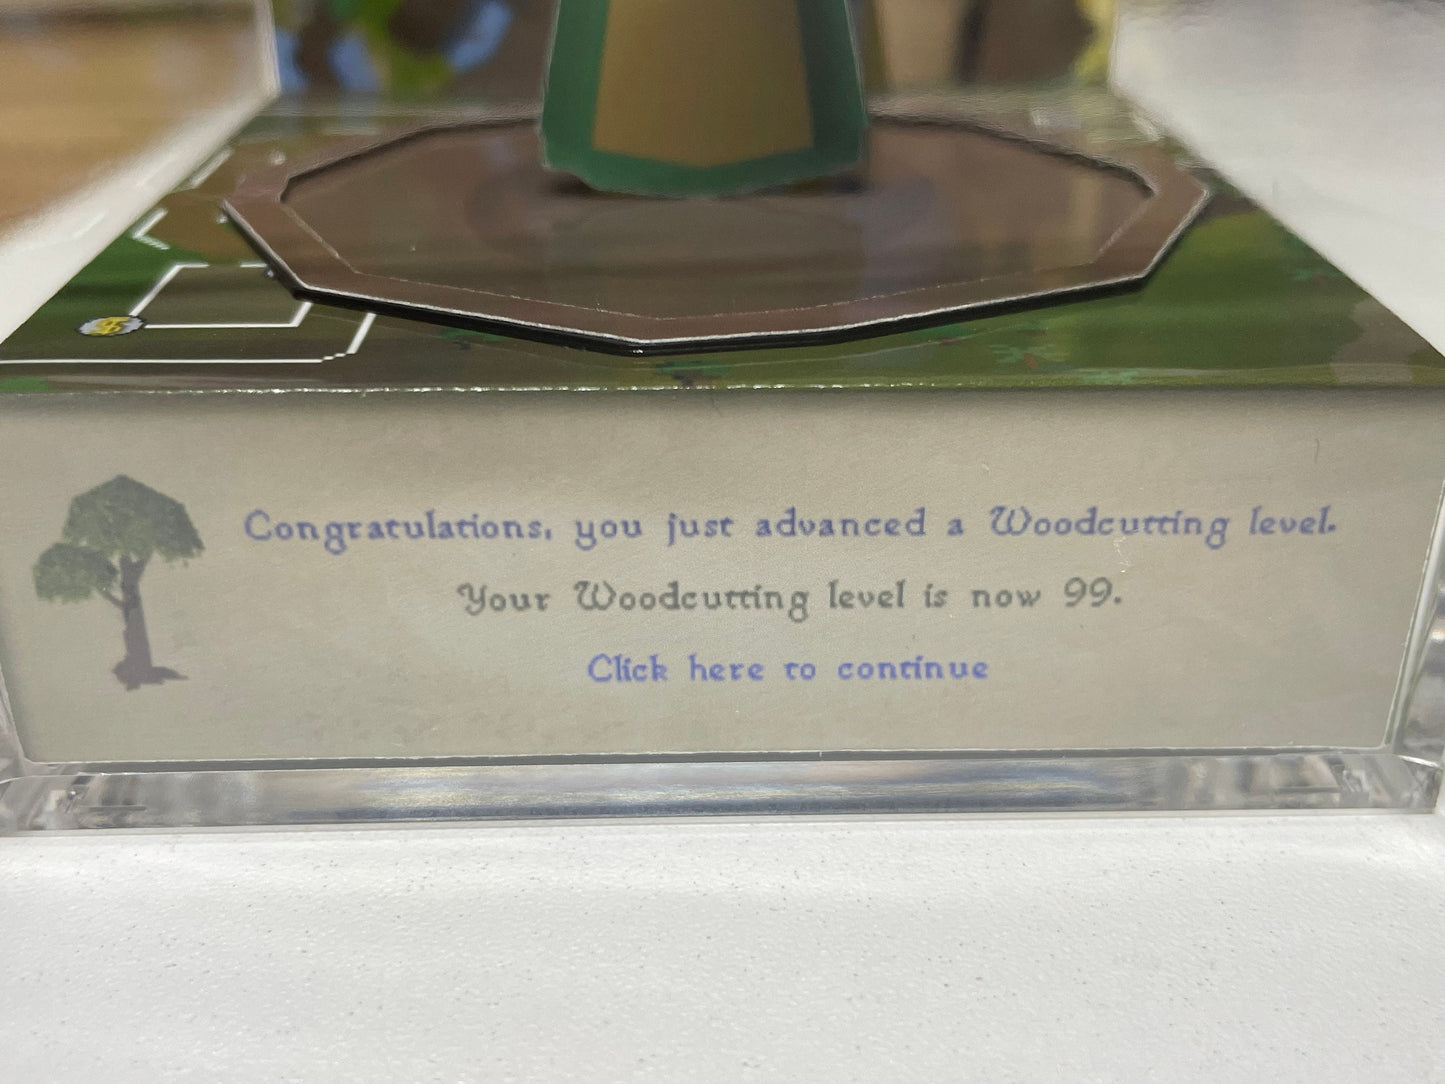 Congratulations, you just advanced a Woodcutting level.
Your Woodcutting level is now 99.
Click here to continue